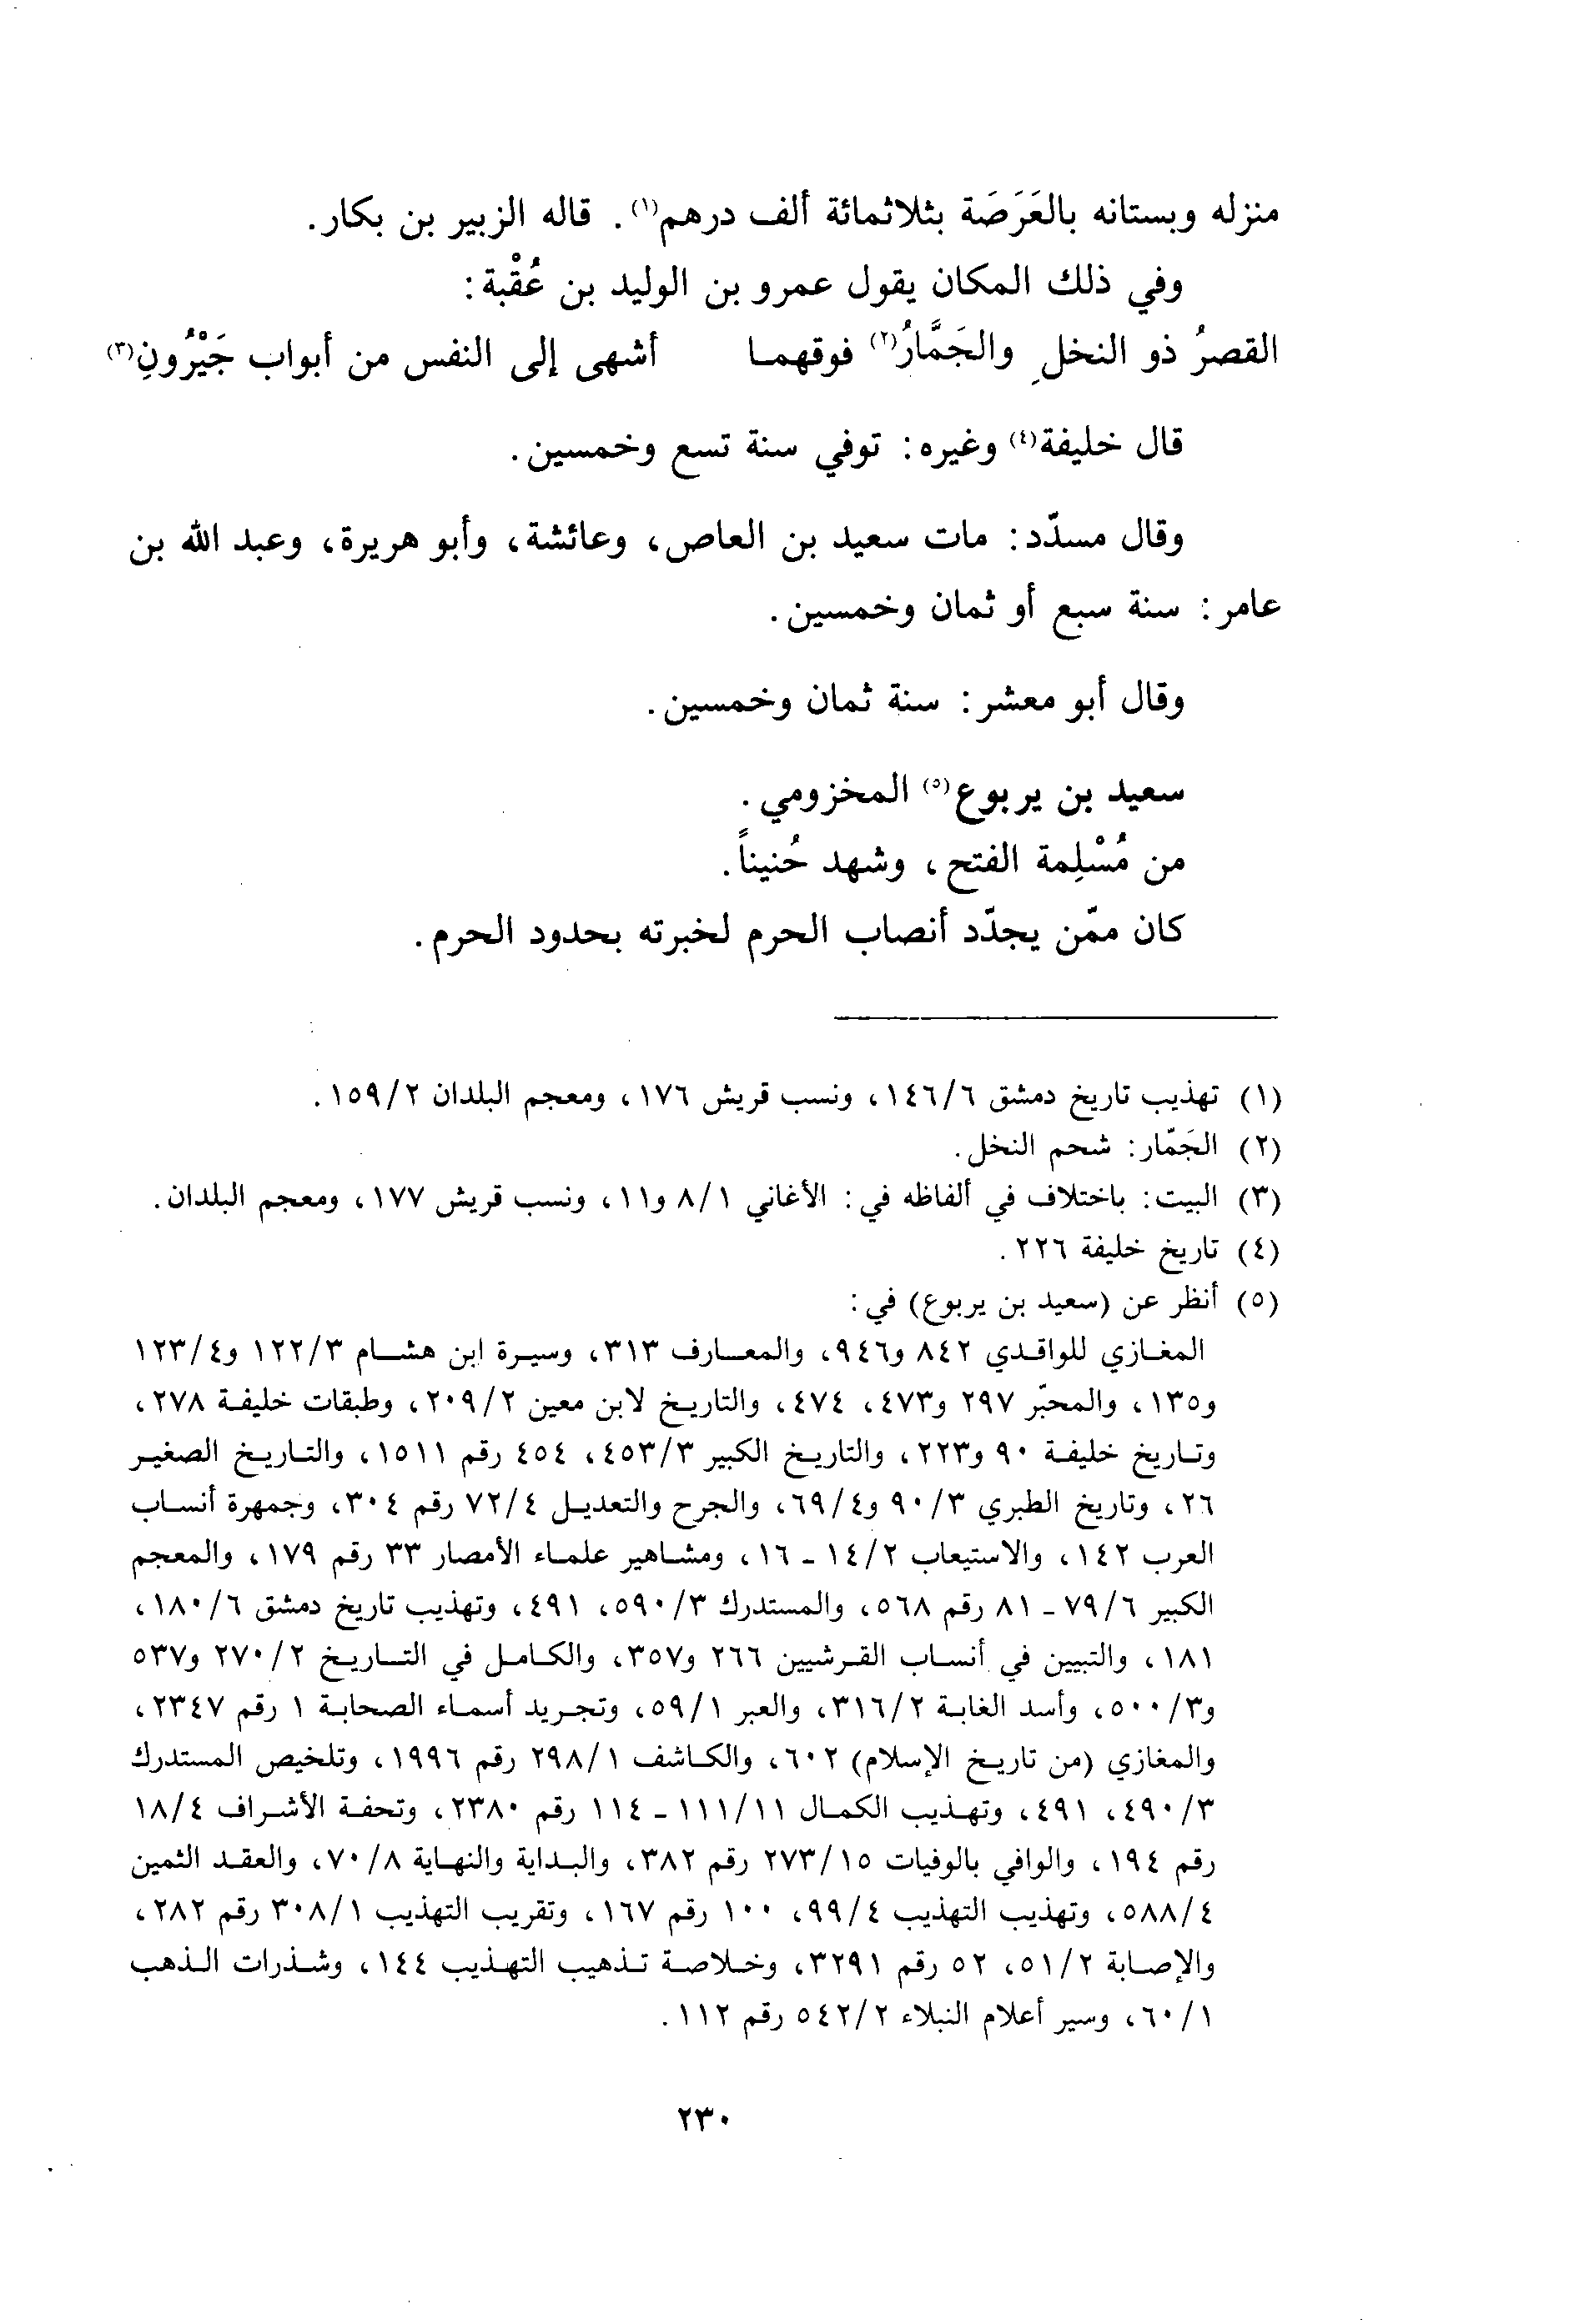 منزله وبستانه بالعَرَصَة بثلاثمائة ألف درهم(١). قاله الزبير بن بكار.
وفي ذلك المكان يقول عمرو بن الوليد بن عُقْبة:
القصرُ ذو النخلِ والجَمَّارُ(٢) فوقهمـا أشهى إلى النفس من أبواب جَيْرُونِ(٣)
قال خليفة(٤) وغيره: توفي سنة تسع وخمسين.
وقال مسدّد: مات سعيد بن العاص، وعائشة، وأبو هريرة، وعبد الله بن
عامر: سنة سبع أو ثمان وخمسين.
وقال أبو معشر: سنة ثمان وخمسين.
سعيد بن يربوع(٥) المخزومي.
من مُسْلِمة الفتح، وشهد حُنيناً.
كان ممّن يجدّد أنصاب الحرم لخبرته بحدود الحرم.
(١) تهذيب تاريخ دمشق ١٤٦/٦، ونسب قريش ١٧٦، ومعجم البلدان ١٥٩/٢.
(٢) الجَمّار: شحم النخل.
(٣) البيت: باختلاف في ألفاظه في: الأغاني ٨/١ و١١، ونسب قريش ١٧٧، ومعجم البلدان.
(٤) تاريخ خليفة ٢٢٦.
(٥) أنظر عن (سعيد بن يربوع) في:
المغازي للواقدي ٨٤٢ و٩٤٦، والمعارف ٣١٣، وسيرة ابن هشام ١٢٢/٣ و١٢٣/٤
و١٣٥، والمحبّر ٢٩٧ و٤٧٣، ٤٧٤، والتاريخ لابن معين ٢٠٩/٢، وطبقات خليفة ٢٧٨،
وتاريخ خليفة ٩٠ و٢٢٣، والتاريخ الكبير ٤٥٣/٣، ٤٥٤ رقم ١٥١١، والتاريخ الصغير
٢٦، وتاريخ الطبري ٩٠/٣ و٦٩/٤، والجرح والتعديل ٧٢/٤ رقم ٣٠٤، وجمهرة أنساب
العرب ١٤٢، والاستيعاب ١٤/٢ - ١٦، ومشاهير علماء الأمصار ٣٣ رقم ١٧٩، والمعجم
الكبير ٧٩/٦ - ٨١ رقم ٥٦٨، والمستدرك ٥٩٠/٣، ٤٩١، وتهذيب تاريخ دمشق ١٨٠/٦،
١٨١، والتبيين في أنساب القرشيين ٢٦٦ و٣٥٧، والكامل في التاريخ ٢٧٠/٢ و٥٣٧
و٥٠٠/٣، وأسد الغابة ٣١٦/٢، والعبر ٥٩/١، وتجريد أسماء الصحابة ١ رقم ٢٣٤٧،
والمغازي (من تاريخ الإسلام) ٦٠٢، والكاشف ٢٩٨/١ رقم ١٩٩٦، وتلخيص المستدرك
٤٩٠/٣، ٤٩١، وتهذيب الكمال ١١١/١١ - ١١٤ رقم ٢٣٨٠، وتحفة الأشراف ١٨/٤
رقم ١٩٤، والوافي بالوفيات ٢٧٣/١٥ رقم ٣٨٢، والبداية والنهاية ٧٠/٨، والعقد الثمين
٥٨٨/٤، وتهذيب التهذيب ٩٩/٤، ١٠٠ رقم ١٦٧، وتقريب التهذيب ٣٠٨/١ رقم ٢٨٢،
والإصابة ٥١/٢، ٥٢ رقم ٣٢٩١، وخلاصة تذهيب التهذيب ١٤٤، وشذرات الذهب
٦٠/١، وسير أعلام النبلاء ٥٤٢/٢ رقم ١١٢.
٢٣٠